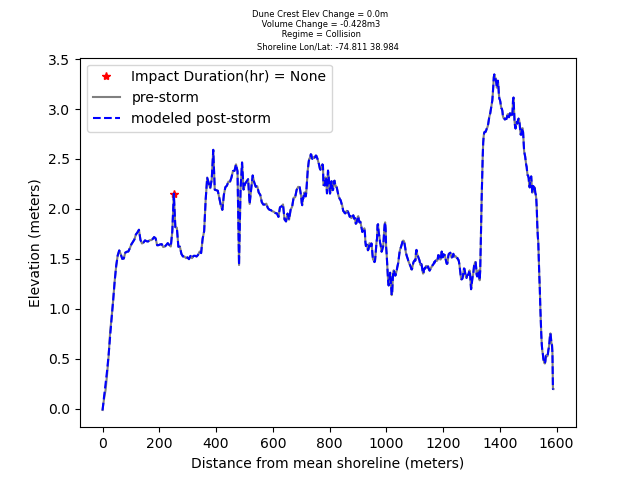 Dune Crest Elev Change = 0.0m
Volume Change = -0.428m3
Regime = Collision
Shoreline Lon/Lat: -74.811 38.984
Impact Duration(hr) = None
pre-storm
modeled post-storm
3.5
3.0
2.5
2.0
1.5
1.0
0.5
0.0
Elevation (meters)
0 200 400 600 800 1000 1200 1400 1600
Distance from mean shoreline (meters)